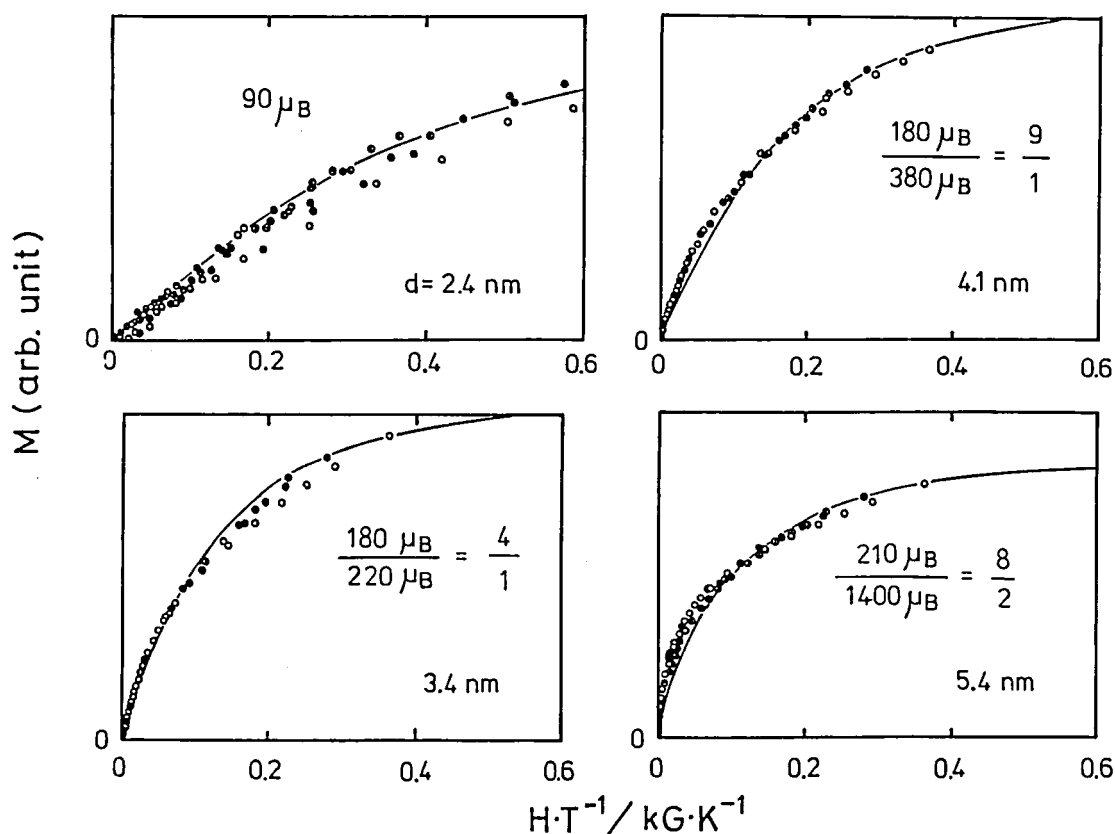 M (arb. unit)
90 μB
d= 2.4 nm
0
0 0.2 0.4 0.6
180 μB / 380 μB = 9 / 1
4.1 nm
0
0 0.2 0.4 0.6
180 μB / 220 μB = 4 / 1
3.4 nm
0
0 0.2 0.4 0.6
210 μB / 1400 μB = 8 / 2
5.4 nm
0
0 0.2 0.4 0.6
H·T⁻¹/ kG·K⁻¹